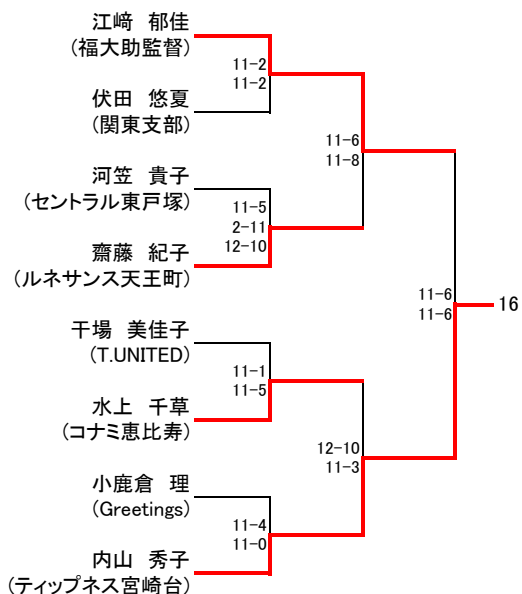 江﨑 郁佳
(福大助監督)
11-2
11-2
伏田 悠夏
(関東支部)
11-6
11-8
河笠 貴子
(セントラル東戸塚)
11-5
2-11
12-10
齋藤 紀子
(ルネサンス天王町)
11-6
11-6
16
干場 美佳子
(T.UNITED)
11-1
11-5
水上 千草
(コナミ恵比寿)
12-10
11-3
小鹿倉 理
(Greetings)
11-4
11-0
内山 秀子
(ティップネス宮崎台)